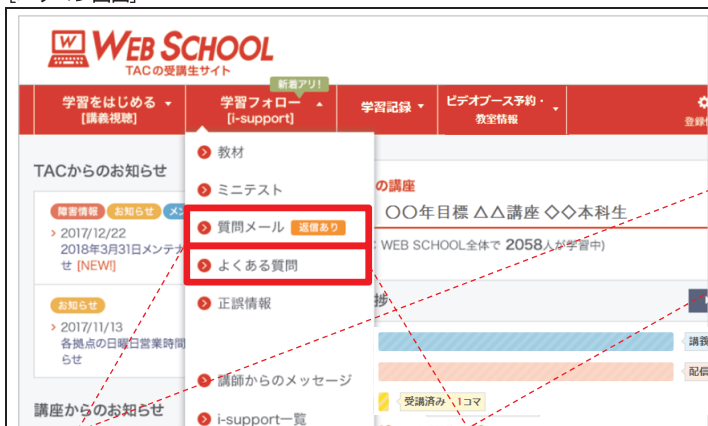 WEB SCHOOL
TACの受講生サイト
新着アリ!
学習をはじめる
[講義視聴]
学習フォロー
[i-support]
学習記録
ビデオブース予約・
教室情報
TACからのお知らせ
障害情報 お知らせ
2017/12/22
2018年3月31日メンテナ
せ [NEW!]
お知らせ
2017/11/13
各拠点の日曜日営業時間
らせ
講座からのお知らせ
教材
ミニテスト
質問メール 返信あり
よくある質問
正誤情報
講師からのメッセージ
i-support一覧
の講座
〇〇年目標 △△講座 ◇◇本科生
WEB SCHOOL全体で 2058人が学習中)
捗
講義
配信
受講済み 1コマ